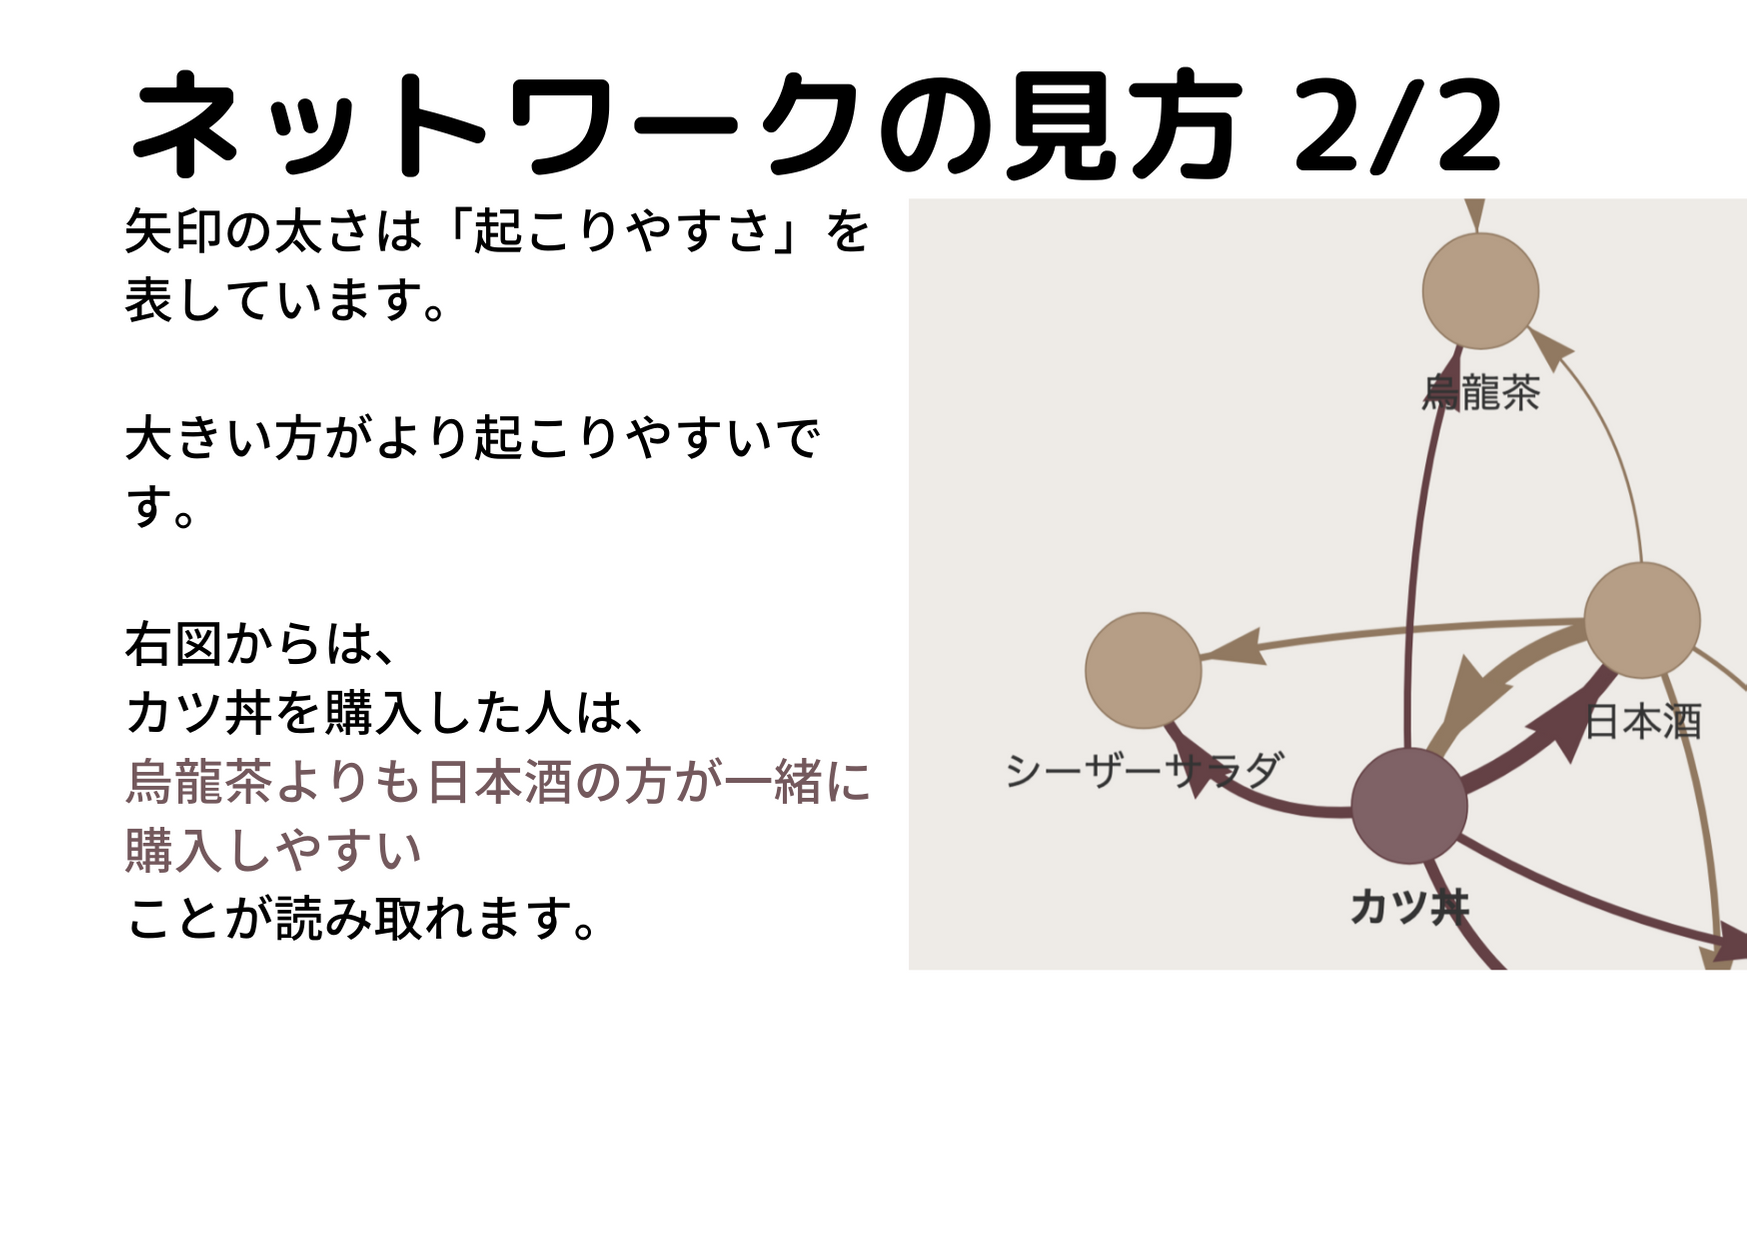 ネットワークの見方 2/2
矢印の太さは「起こりやすさ」を
表しています。
大きい方がより起こりやすいで
す。
右図からは、
カツ丼を購入した人は、
烏龍茶よりも日本酒の方が一緒に
購入しやすい
ことが読み取れます。
烏龍茶
日本酒
シーザーサラダ
カツ丼